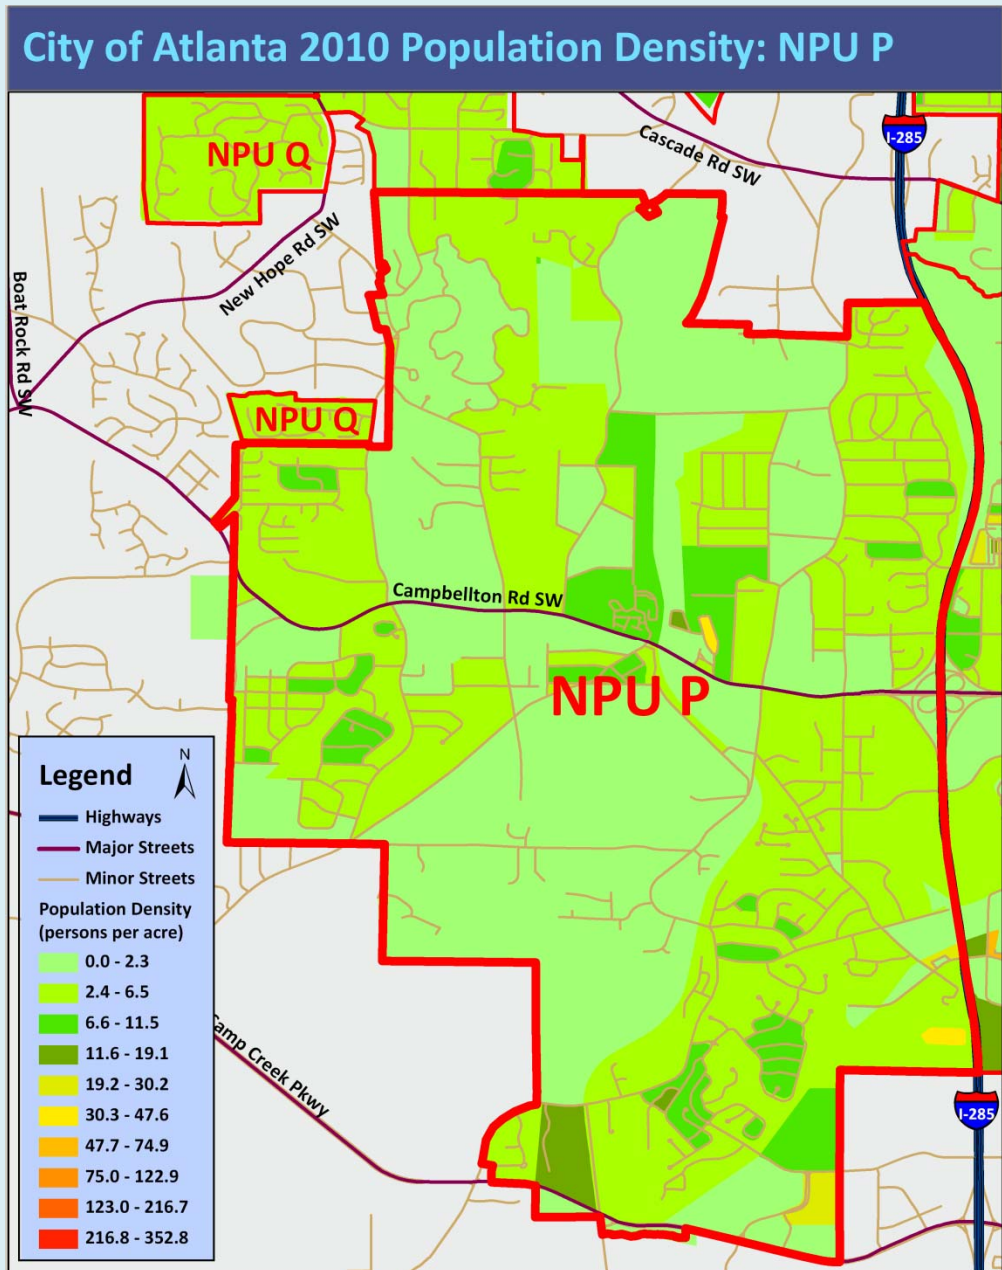 City of Atlanta 2010 Population Density: NPU P
NPU Q
Cascade Rd SW
I-285
New Hope Rd SW
Boat Rock Rd SW
NPU Q
Campbellton Rd SW
NPU P
Legend
N
Highways
Major Streets
Minor Streets
Population Density
(persons per acre)
0.0 - 2.3
2.4 - 6.5
6.6 - 11.5
11.6 - 19.1
19.2 - 30.2
30.3 - 47.6
47.7 - 74.9
75.0 - 122.9
123.0 - 216.7
216.8 - 352.8
Camp Creek Pkwy
I-285